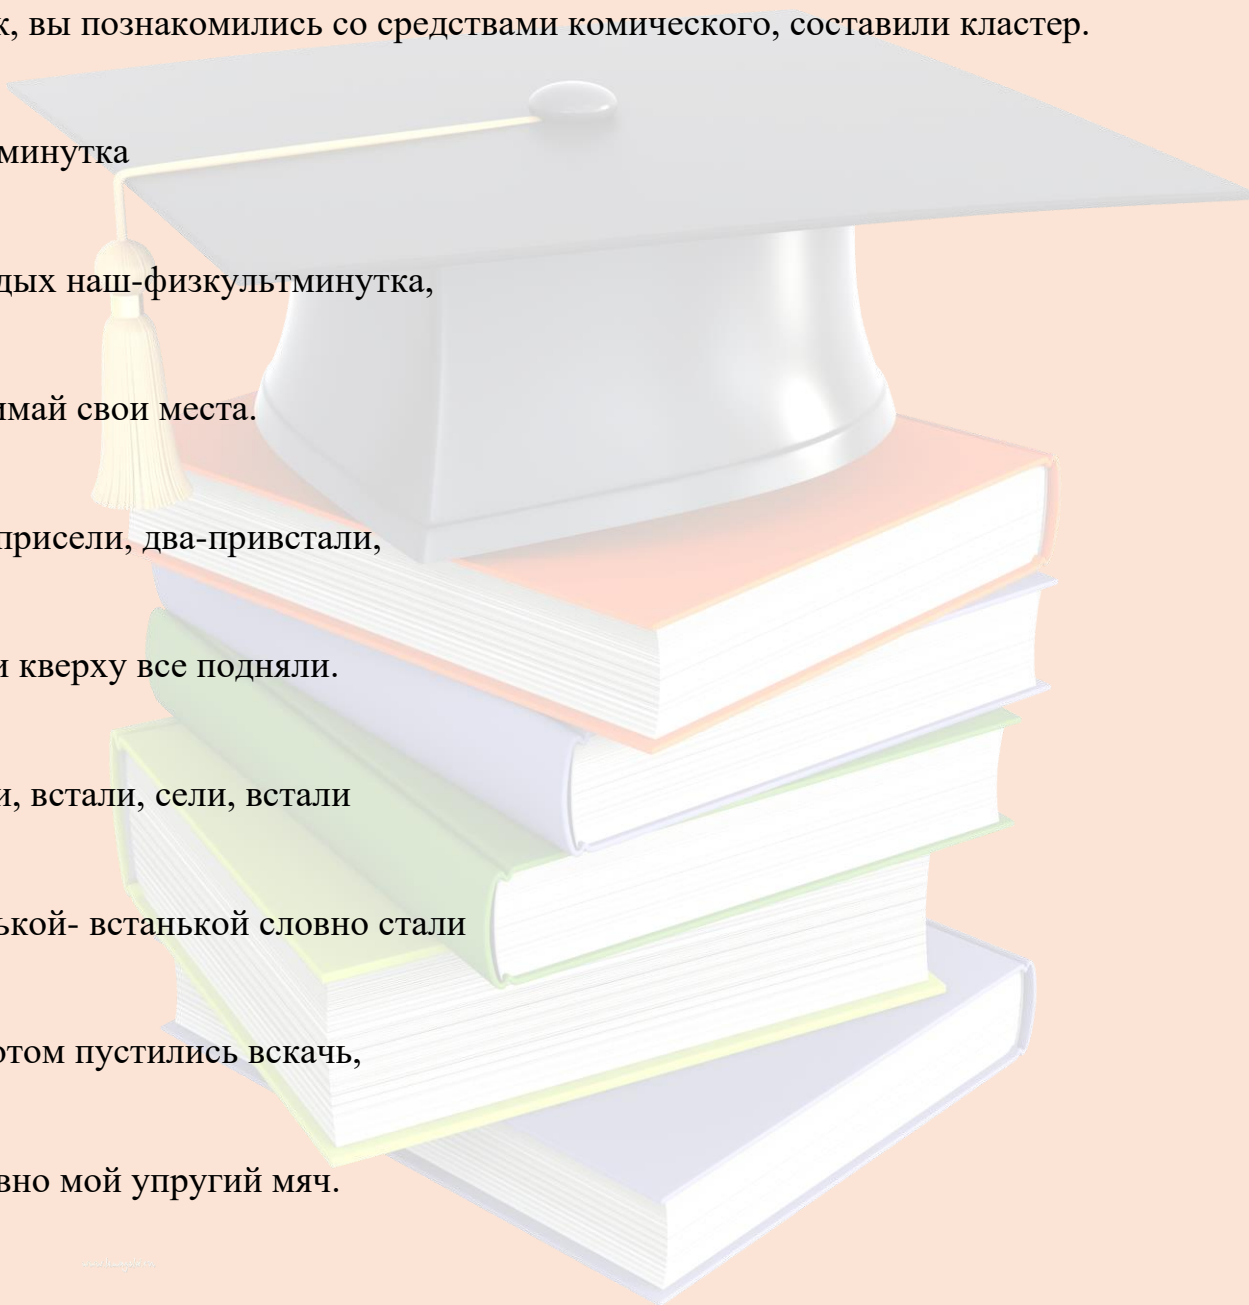 к, вы познакомились со средствами комического, составили кластер.
минутка
дых наш-физкультминутка,
имай свои места.
присели, два-привстали,
и кверху все подняли.
и, встали, сели, встали
ькой- встанькой словно стали
отом пустились вскачь,
вно мой упругий мяч.